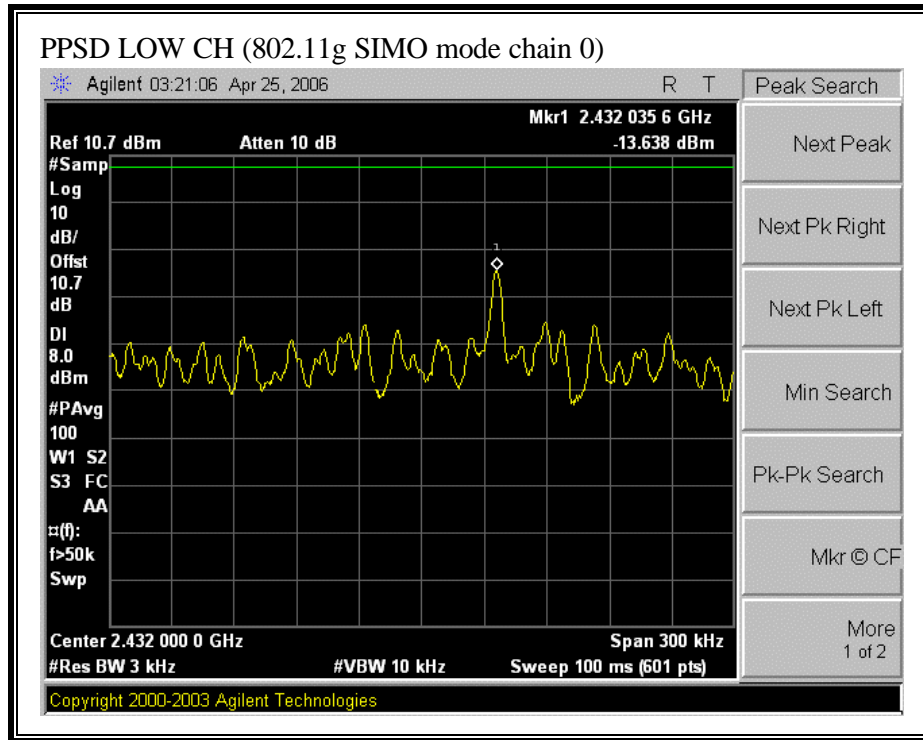 PPSD LOW CH (802.11g SIMO mode chain 0)
Agilent 03:21:06 Apr 25, 2006 R T
Peak Search
Mkr1 2.432 035 6 GHz
Ref 10.7 dBm Atten 10 dB -13.638 dBm
#Samp
Log
10
dB/
Offst
10.7
dB
DI
8.0
dBm
#PAvg
100
W1 S2
S3 FC
AA
¤(f):
f>50k
Swp
1
Center 2.432 000 0 GHz Span 300 kHz
#Res BW 3 kHz #VBW 10 kHz Sweep 100 ms (601 pts)
Copyright 2000-2003 Agilent Technologies
Next Peak
Next Pk Right
Next Pk Left
Min Search
Pk-Pk Search
Mkr © CF
More
1 of 2